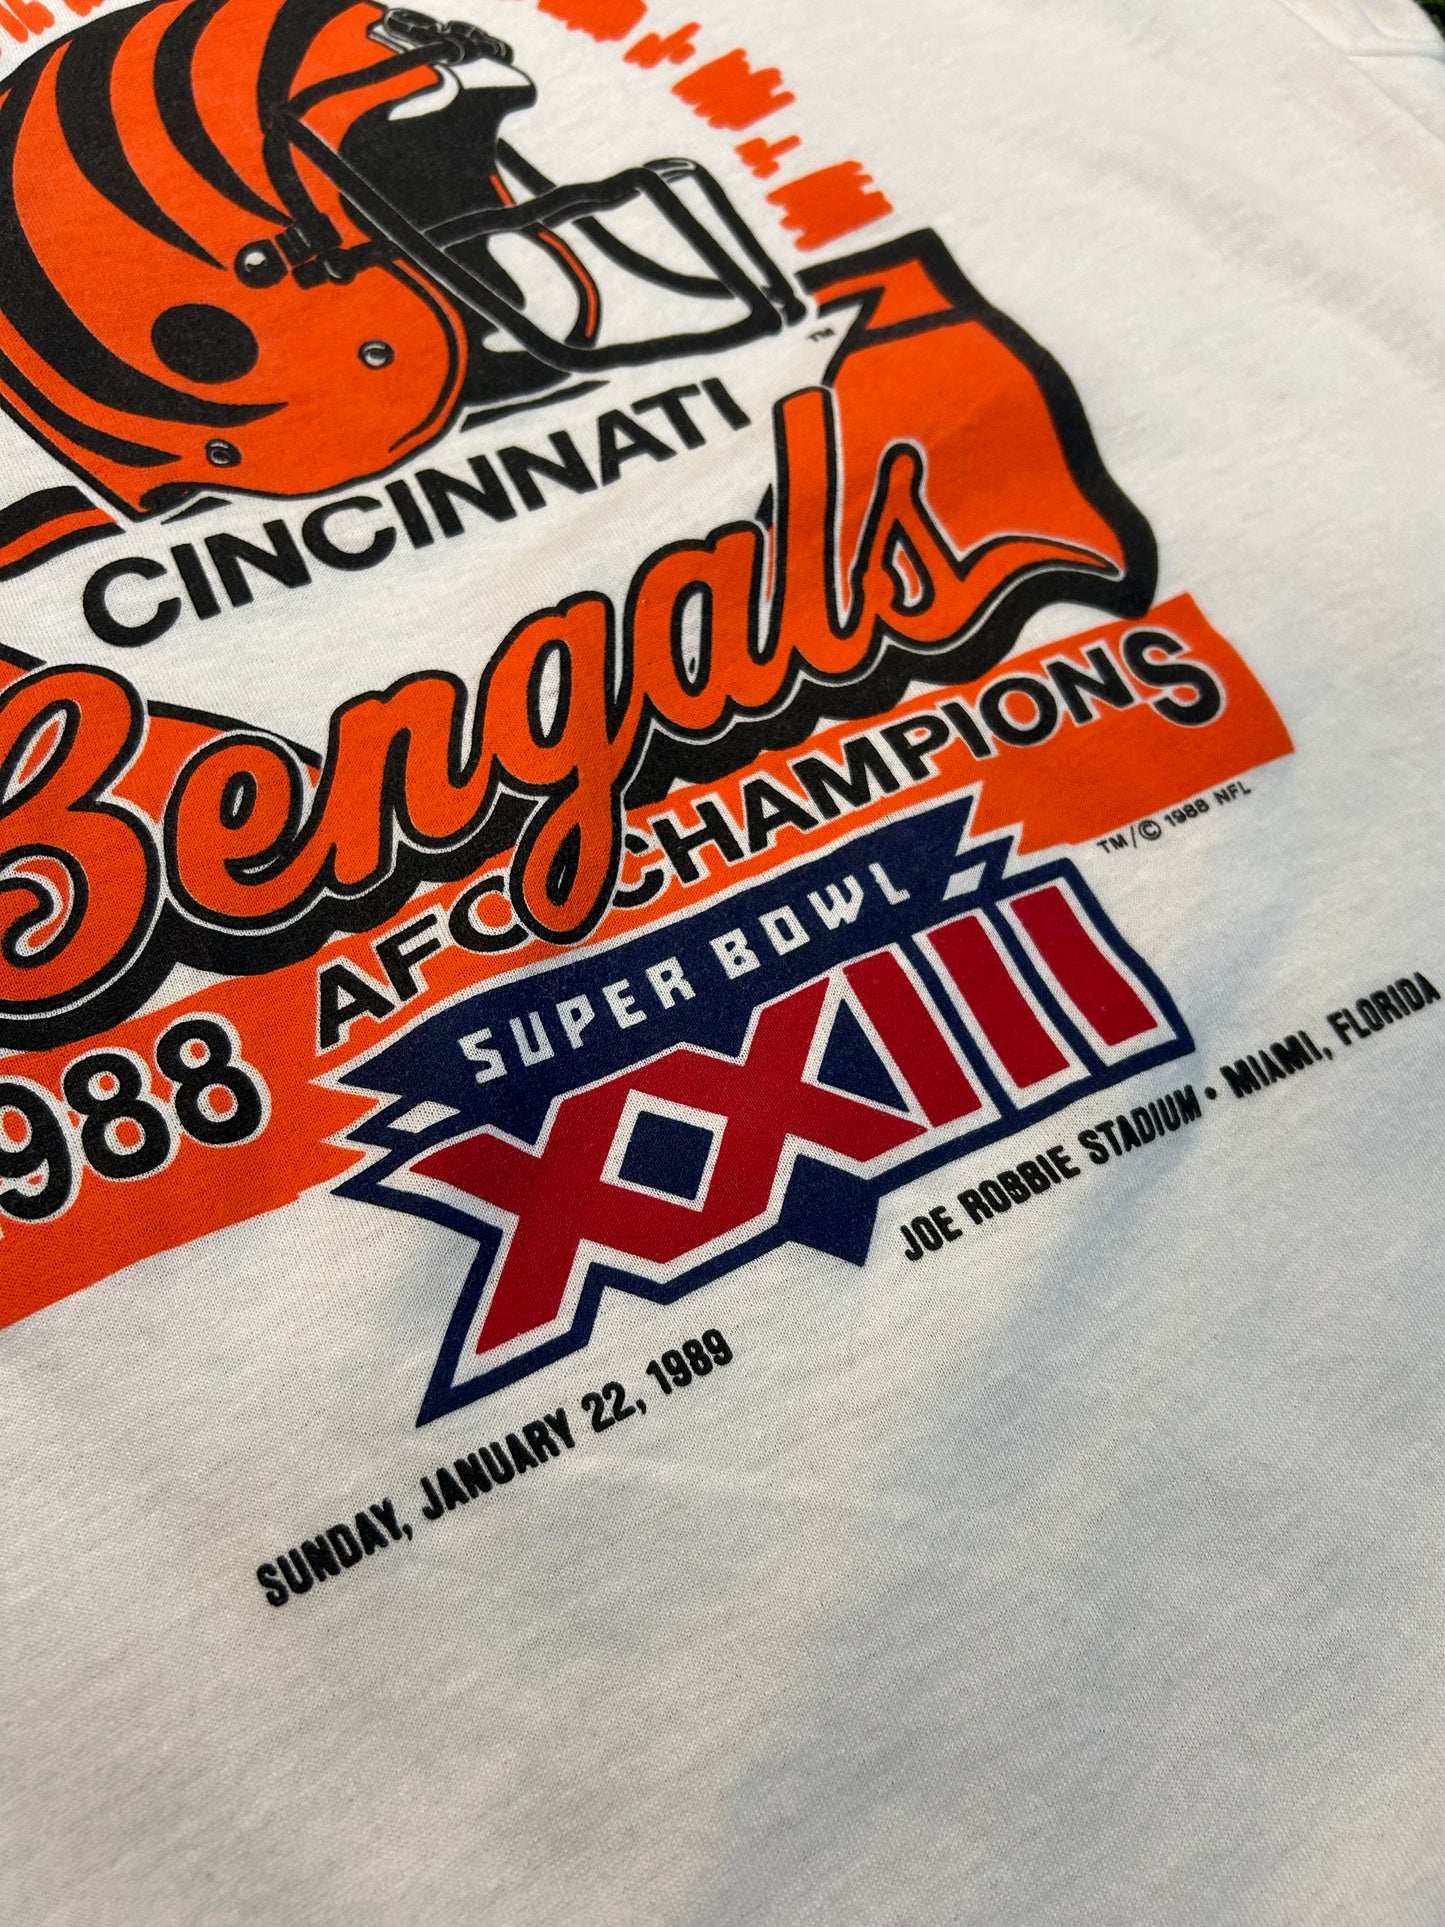 TM
CINCINNATI
Bengals
1988 AFC CHAMPIONS
TM/© 1988 NFL
SUPER BOWL
XXIII
SUNDAY, JANUARY 22, 1989
JOE ROBBIE STADIUM • MIAMI, FLORIDA